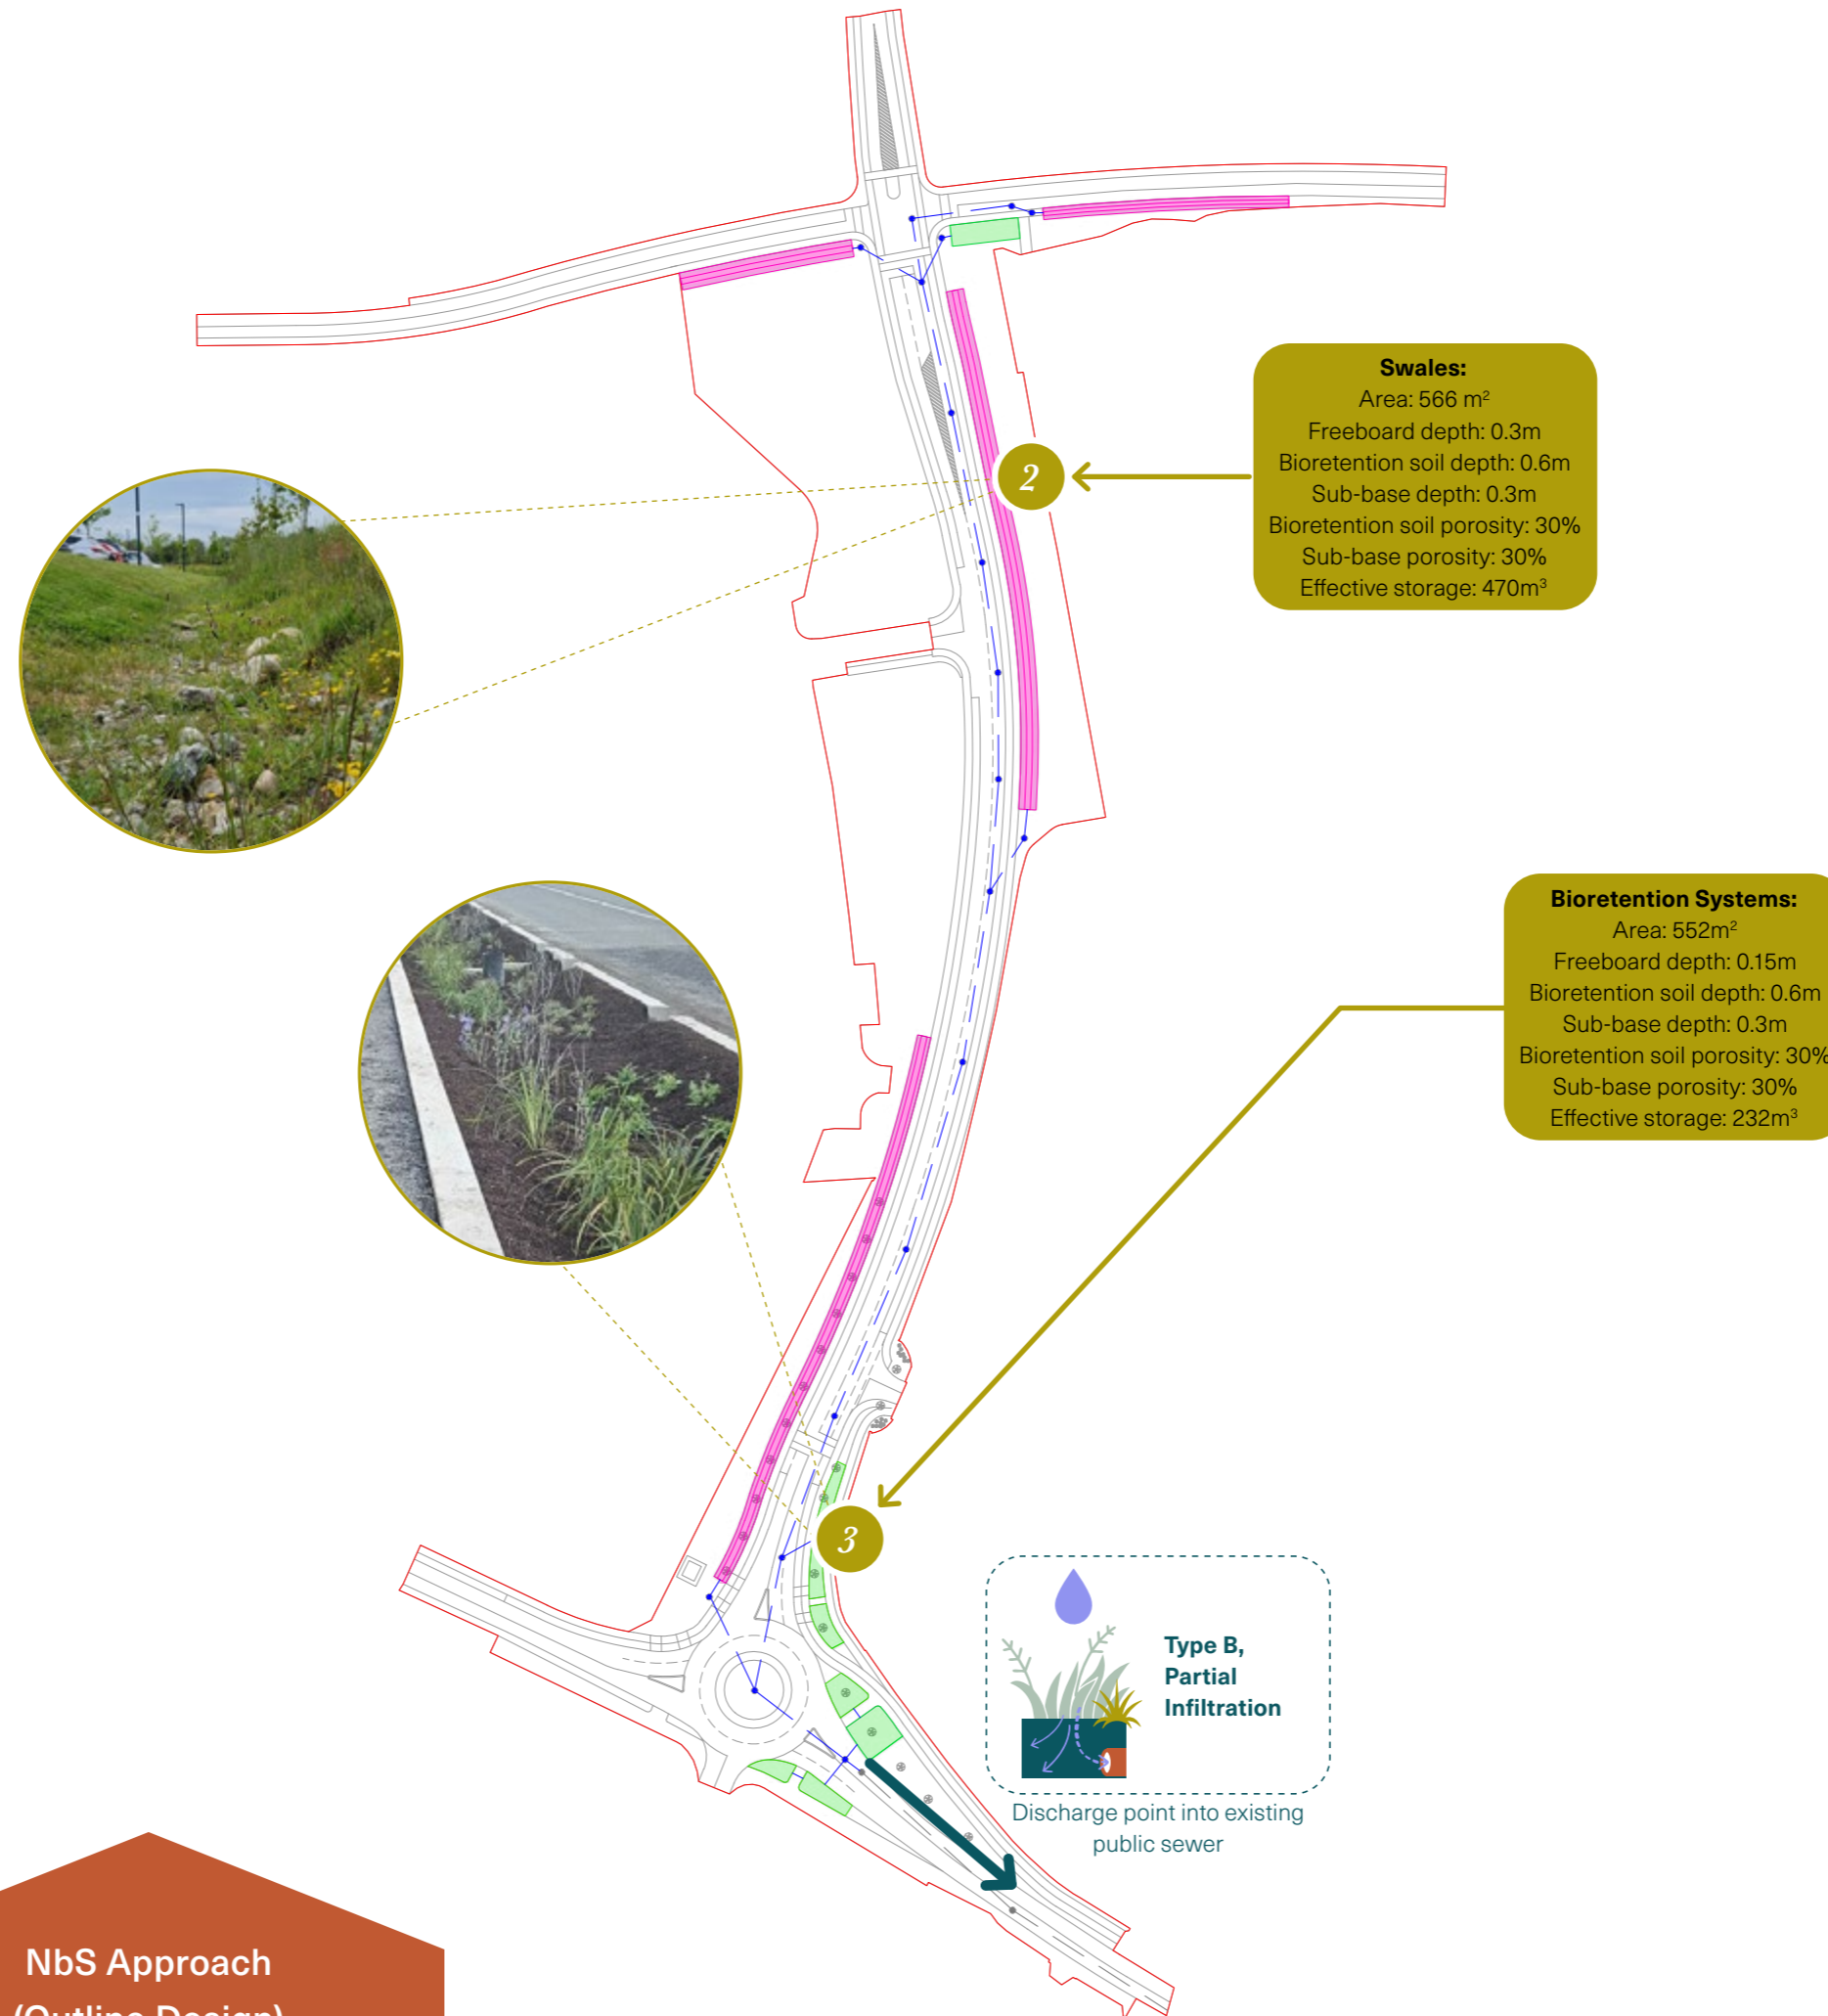 Swales:
Area: 566 m²
Freeboard depth: 0.3m
Bioretention soil depth: 0.6m
Sub-base depth: 0.3m
Bioretention soil porosity: 30%
Sub-base porosity: 30%
Effective storage: 470m³
2
Bioretention Systems:
Area: 552m²
Freeboard depth: 0.15m
Bioretention soil depth: 0.6m
Sub-base depth: 0.3m
Bioretention soil porosity: 30%
Sub-base porosity: 30%
Effective storage: 232m³
3
Type B,
Partial
Infiltration
Discharge point into existing
public sewer
NbS Approach
(Outline Design)